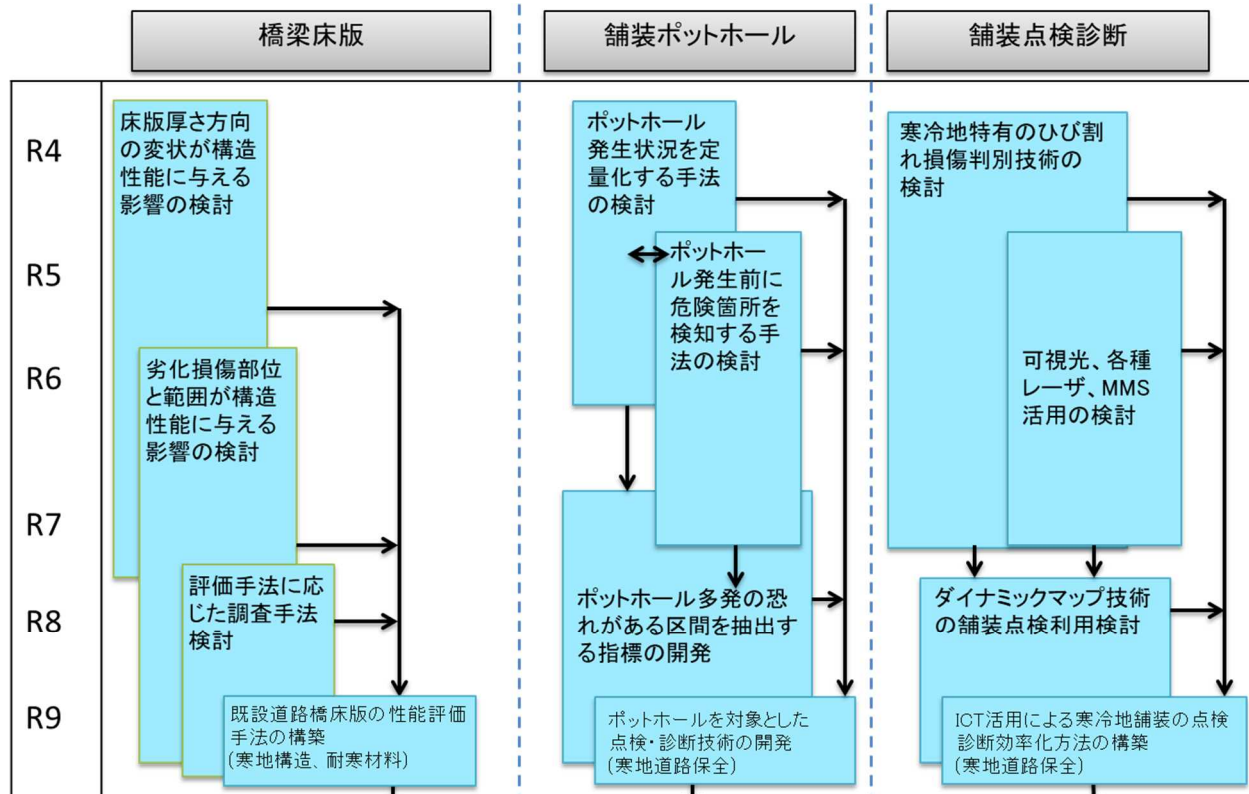 橋梁床版
舗装ポットホール
舗装点検診断
R4
R5
R6
R7
R8
R9
床版厚さ方向
の変状が構造
性能に与える
影響の検討
劣化損傷部位
と範囲が構造
性能に与える
影響の検討
評価手法に応
じた調査手法
検討
既設道路橋床版の性能評価
手法の構築
(寒地構造、耐寒材料)
ポットホール
発生状況を定
量化する手法
の検討
ポットホー
ル発生前に
危険箇所を
検知する手
法の検討
ポットホール多発の恐
れがある区間を抽出す
る指標の開発
ポットホールを対象とした
点検・診断技術の開発
(寒地道路保全)
寒冷地特有のひび割
れ損傷判別技術の
検討
可視光、各種
レーザ、MMS
活用の検討
ダイナミックマップ技術
の舗装点検利用検討
ICT活用による寒冷地舗装の点検
診断効率化方法の構築
(寒地道路保全)